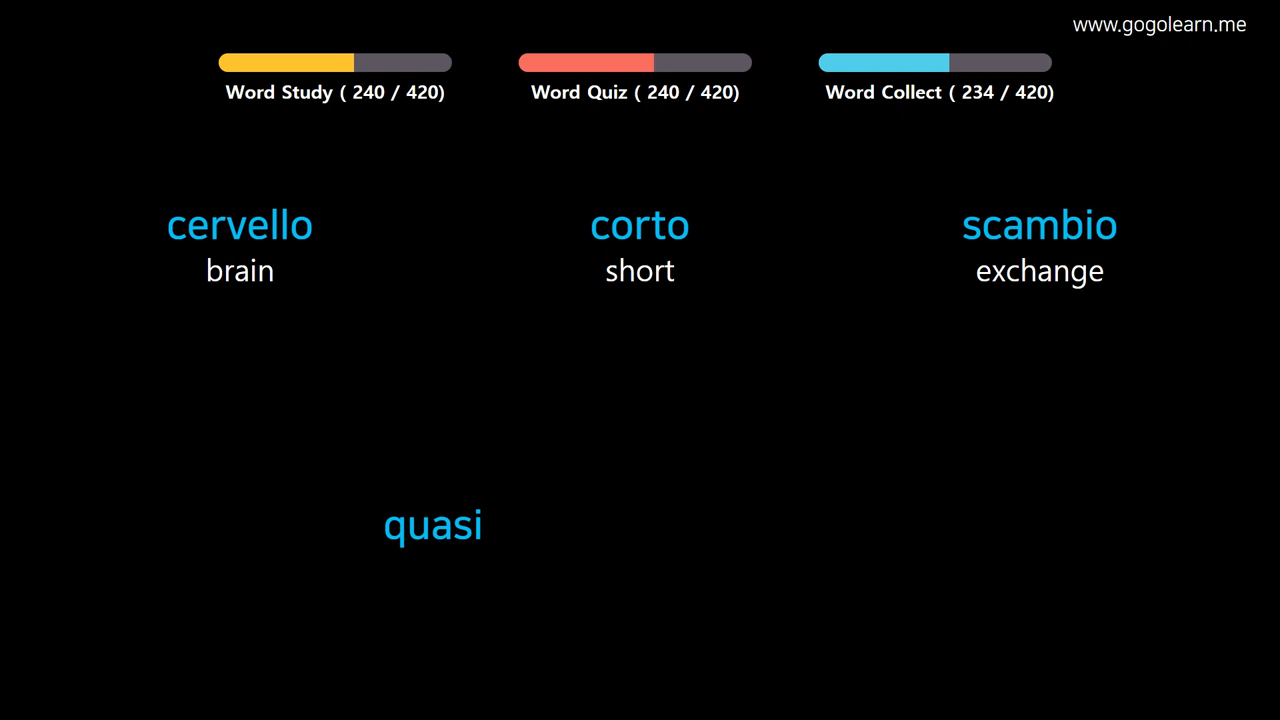 www.gogolearn.me
Word Study ( 240 / 420)
Word Quiz ( 240 / 420)
Word Collect ( 234 / 420)
cervello
brain
corto
short
scambio
exchange
quasi